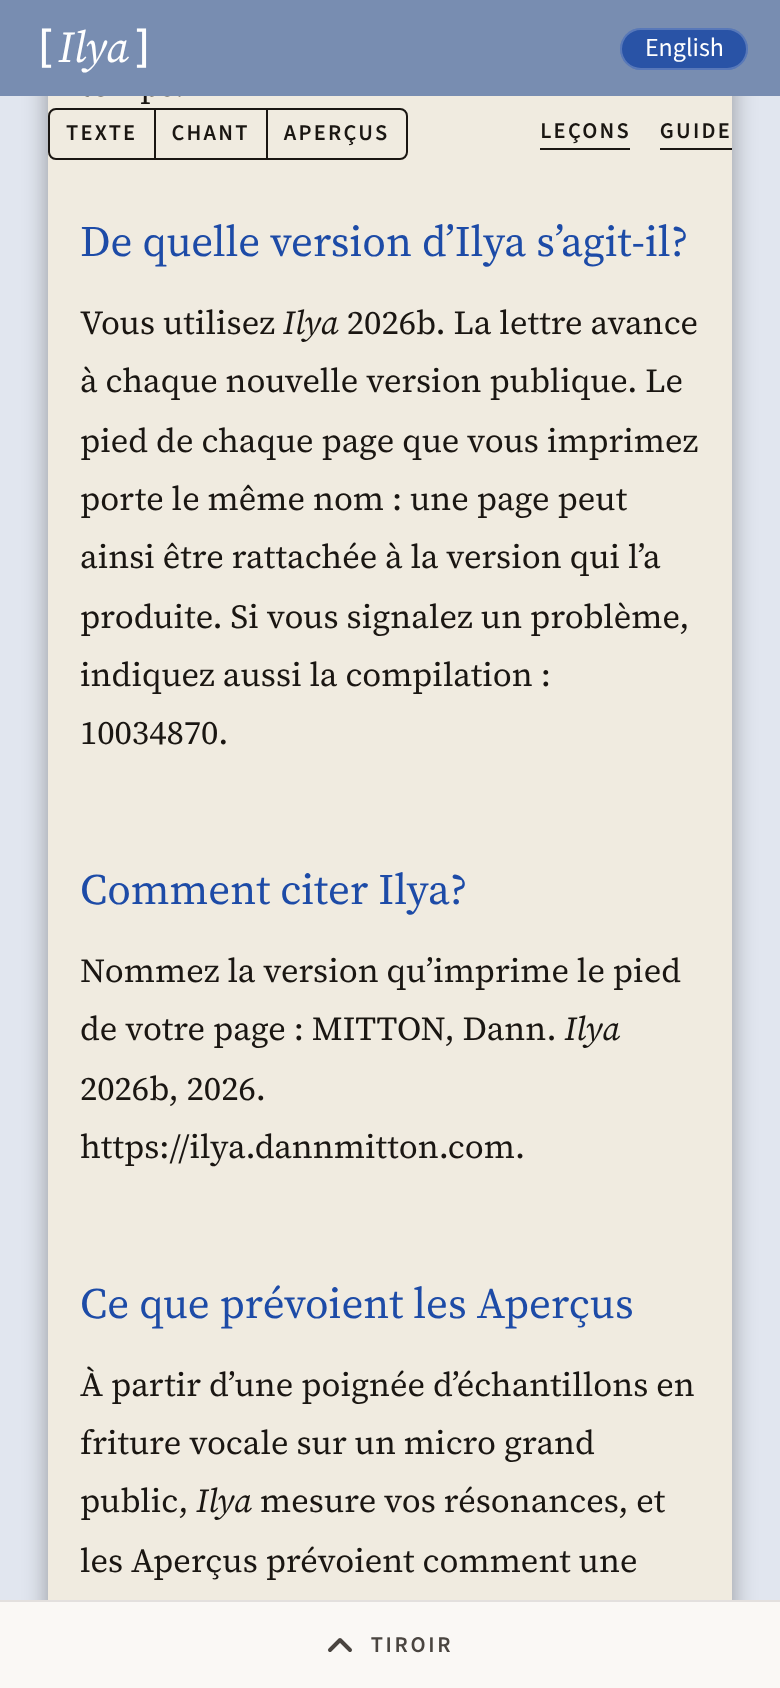 [Ilya]
English
TEXTE CHANT APERÇUS LEÇONS GUIDE
De quelle version d’Ilya s’agit-il?
Vous utilisez Ilya 2026b. La lettre avance
à chaque nouvelle version publique. Le
pied de chaque page que vous imprimez
porte le même nom : une page peut
ainsi être rattachée à la version qui l’a
produite. Si vous signalez un problème,
indiquez aussi la compilation :
10034870.
Comment citer Ilya?
Nommez la version qu’imprime le pied
de votre page : MITTON, Dann. Ilya
2026b, 2026.
https://ilya.dannmitton.com.
Ce que prévoient les Aperçus
À partir d’une poignée d’échantillons en
friture vocale sur un micro grand
public, Ilya mesure vos résonances, et
les Aperçus prévoient comment une
TIROIR